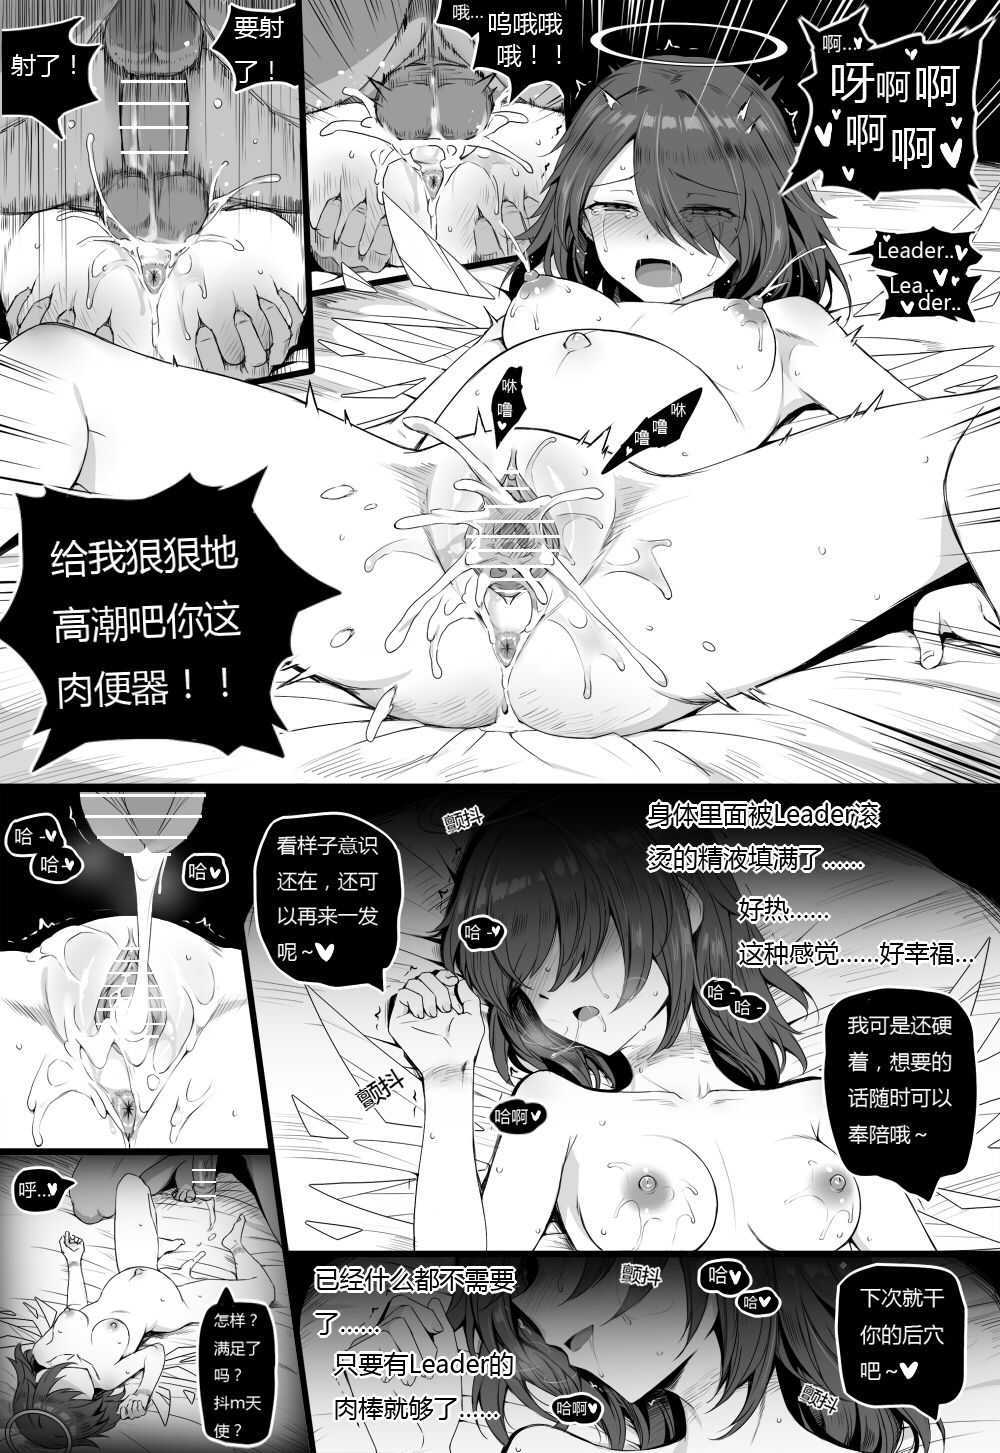 要射
了！
射了！
哦…
呜哦哦
哦！！
啊…
呀啊啊
啊啊
Leader..
Lea..
der..
咻
噜
咻
噜
噜
给我狠狠地
高潮吧你这
肉便器！！
哈 -
哈 -
哈
看样子意识
还在，还可
以再来一发
呢～
颤抖
身体里面被Leader滚
烫的精液填满了……
好热……
这种感觉……好幸福…
哈 -
哈 -
哈 -
颤抖
哈啊
我可是还硬
着，想要的
话随时可以
奉陪哦～
呼…
怎样？
满足了
吗？
抖m天
使？
已经什么都不需要
了……
只要有Leader的
肉棒就够了……
颤抖
哈
哈
哈啊
颤抖
下次就干
你的后穴
吧～